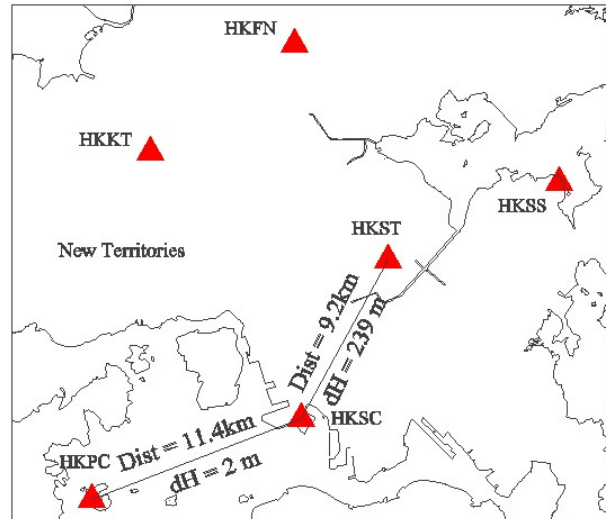 HKFN
HKKT
HKSS
HKST
New Territories
Dist = 9.2km
dH = 239 m
HKSC
HKPC
Dist = 11.4km
dH = 2 m